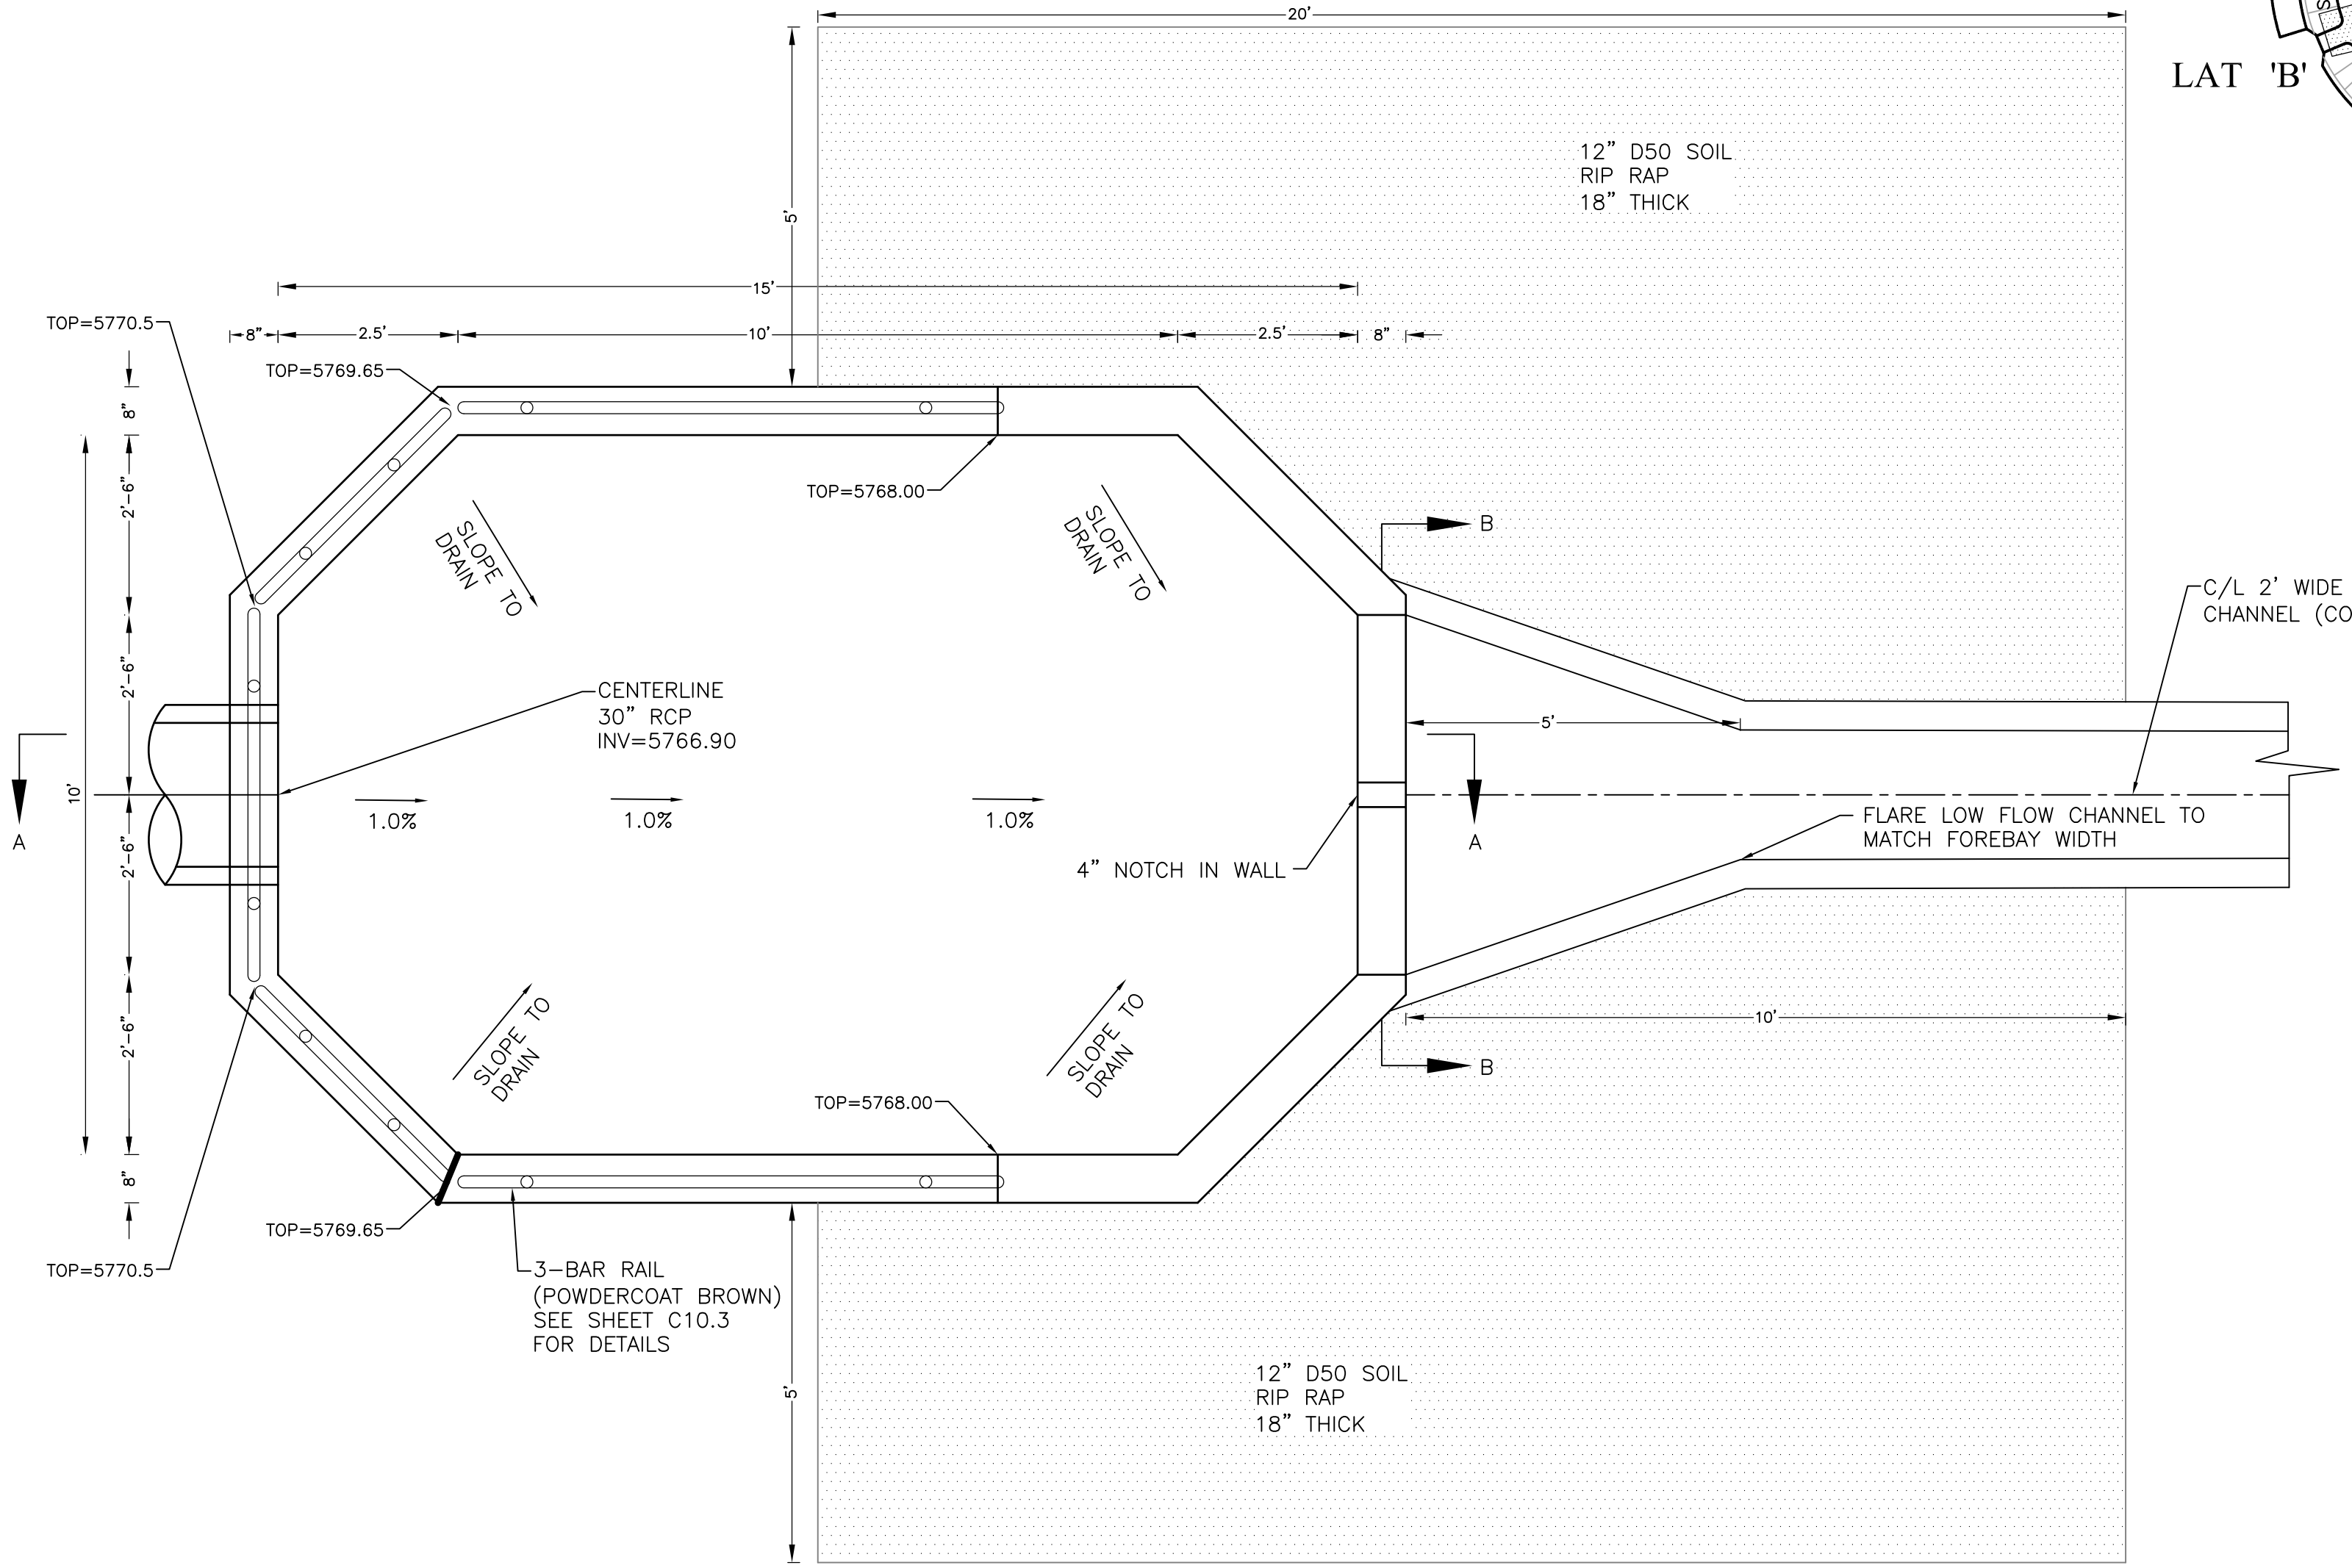 20'
LAT 'B'
12" D50 SOIL
RIP RAP
18" THICK
5'
15'
TOP=5770.5
8"
2.5'
10'
2.5'
8"
TOP=5769.65
8"
2'-6"
TOP=5768.00
SLOPE TO
DRAIN
SLOPE TO
DRAIN
B
C/L 2' WIDE
2'-6"
CENTERLINE
30" RCP
INV=5766.90
5'
10'
A
1.0%
1.0%
1.0%
A
FLARE LOW FLOW CHANNEL TO
MATCH FOREBAY WIDTH
4" NOTCH IN WALL
2'-6"
2'-6"
SLOPE TO
DRAIN
SLOPE TO
DRAIN
10'
B
TOP=5768.00
8"
TOP=5769.65
TOP=5770.5
3-BAR RAIL
(POWDERCOAT BROWN)
SEE SHEET C10.3
FOR DETAILS
5'
12" D50 SOIL
RIP RAP
18" THICK
CHANNEL